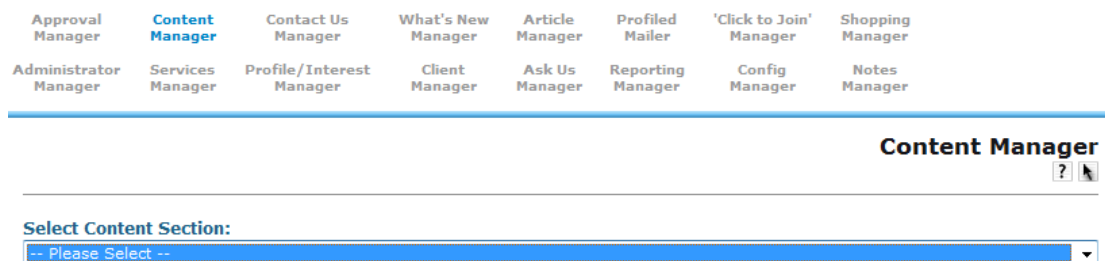 Approval Content Contact Us What's New Article Profiled 'Click to Join' Shopping
Manager Manager Manager Manager Manager Mailer Manager Manager
Administrator Services Profile/Interest Client Ask Us Reporting Config Notes
Manager Manager Manager Manager Manager Manager Manager Manager
Content Manager
?
Select Content Section:
-- Please Select --